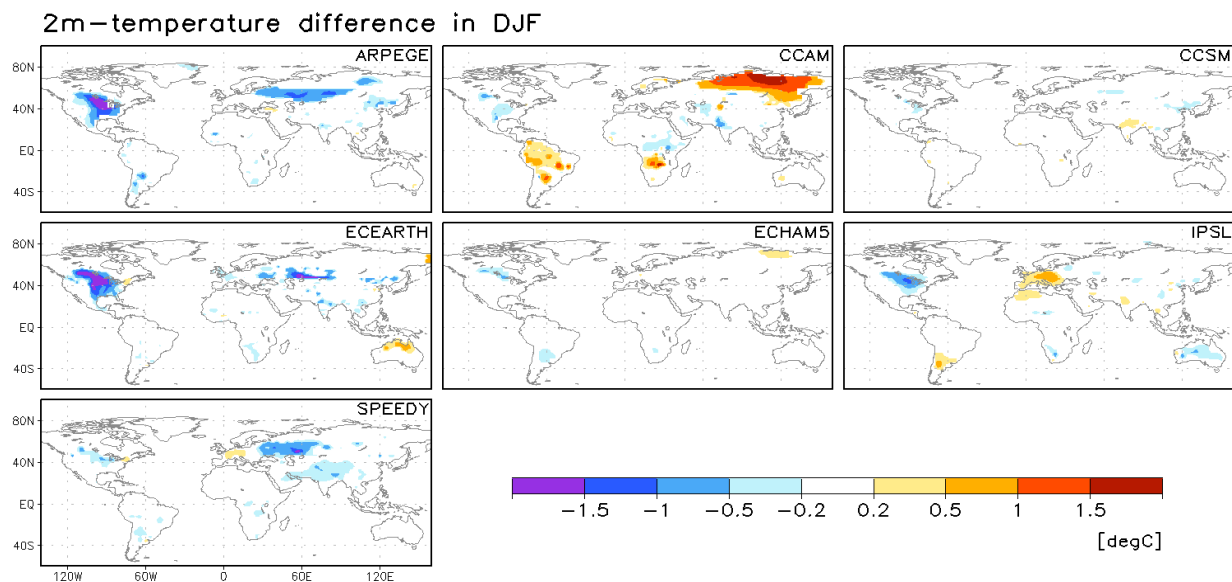 2m-temperature difference in DJF
ARPEGE
CCAM
CCSM
80N
40N
EQ
40S
ECEARTH
ECHAM5
IPSL
80N
40N
EQ
40S
SPEEDY
80N
40N
EQ
40S
120W 60W 0 60E 120E
-1.5 -1 -0.5 -0.2 0.2 0.5 1 1.5
[degC]